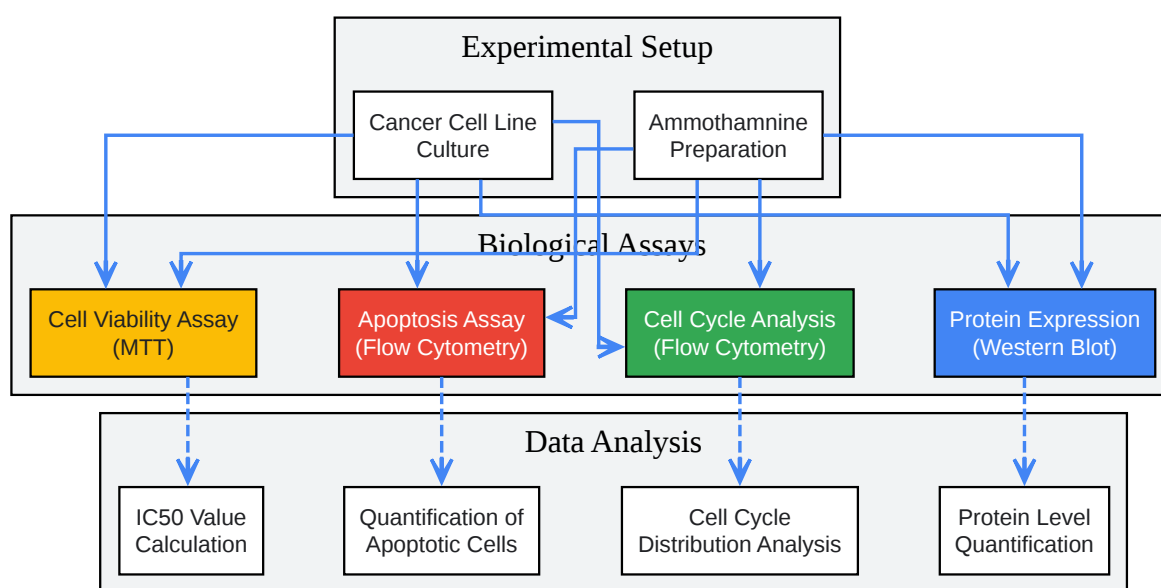 Experimental Setup
Cancer Cell Line
Culture
Ammothamnine
Preparation
Biological Assays
Cell Viability Assay
(MTT)
Apoptosis Assay
(Flow Cytometry)
Cell Cycle Analysis
(Flow Cytometry)
Protein Expression
(Western Blot)
Data Analysis
IC50 Value
Calculation
Quantification of
Apoptotic Cells
Cell Cycle
Distribution Analysis
Protein Level
Quantification